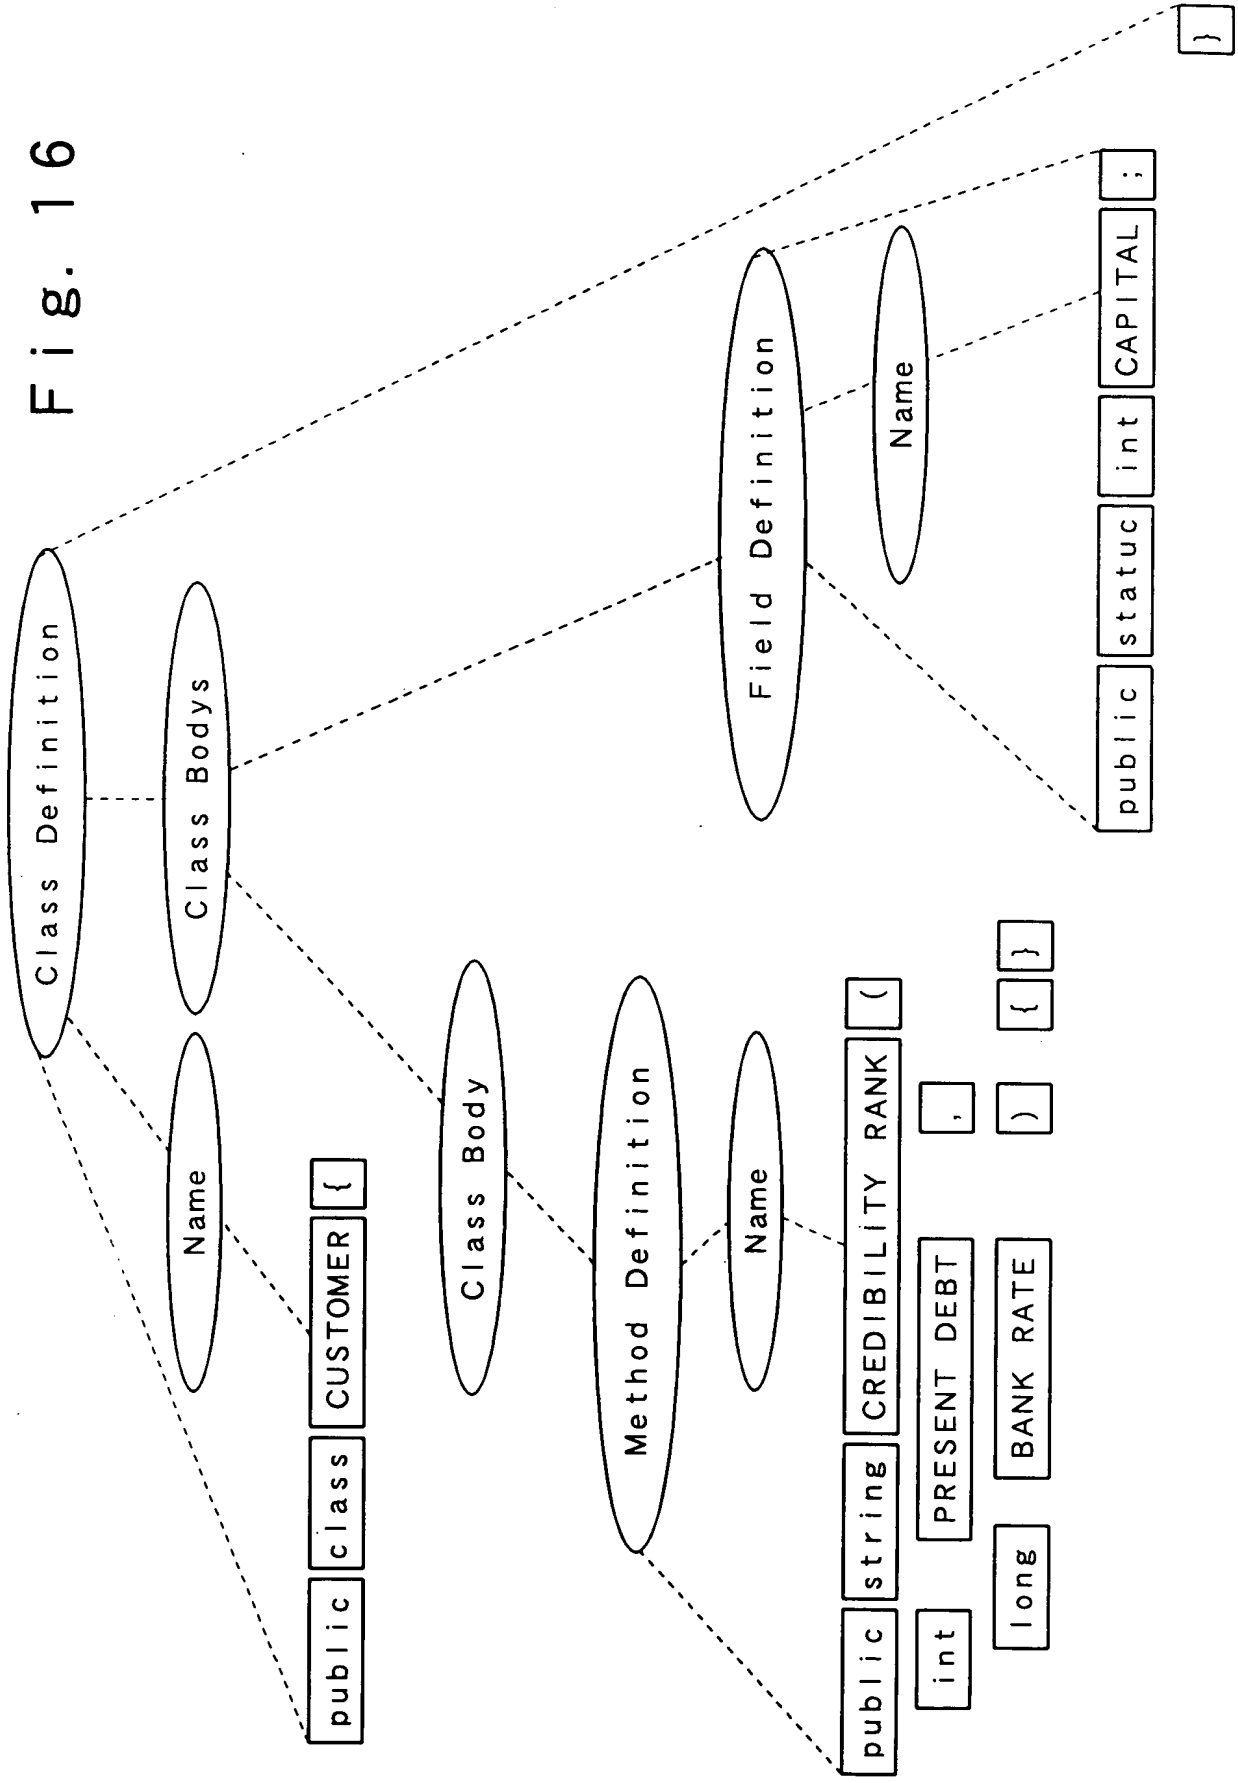 Fig. 16
Class Definition
Name
Class Bodys
public class CUSTOMER {
Class Body
Method Definition
Field Definition
Name
Name
public string CREDIBILITY RANK (
int PRESENT DEBT ,
long BANK RATE ) { }
public statuc int CAPITAL ;
}